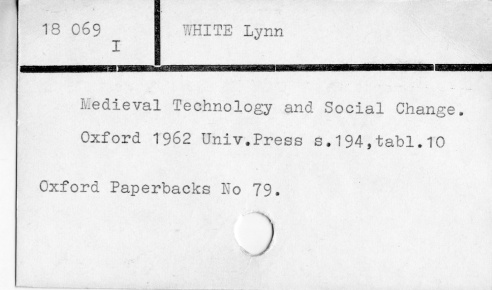 18 069
I
WHITE Lynn
Medieval Technology and Social Change.
Oxford 1962 Univ.Press s.194,tabl.10
Oxford Paperbacks No 79.